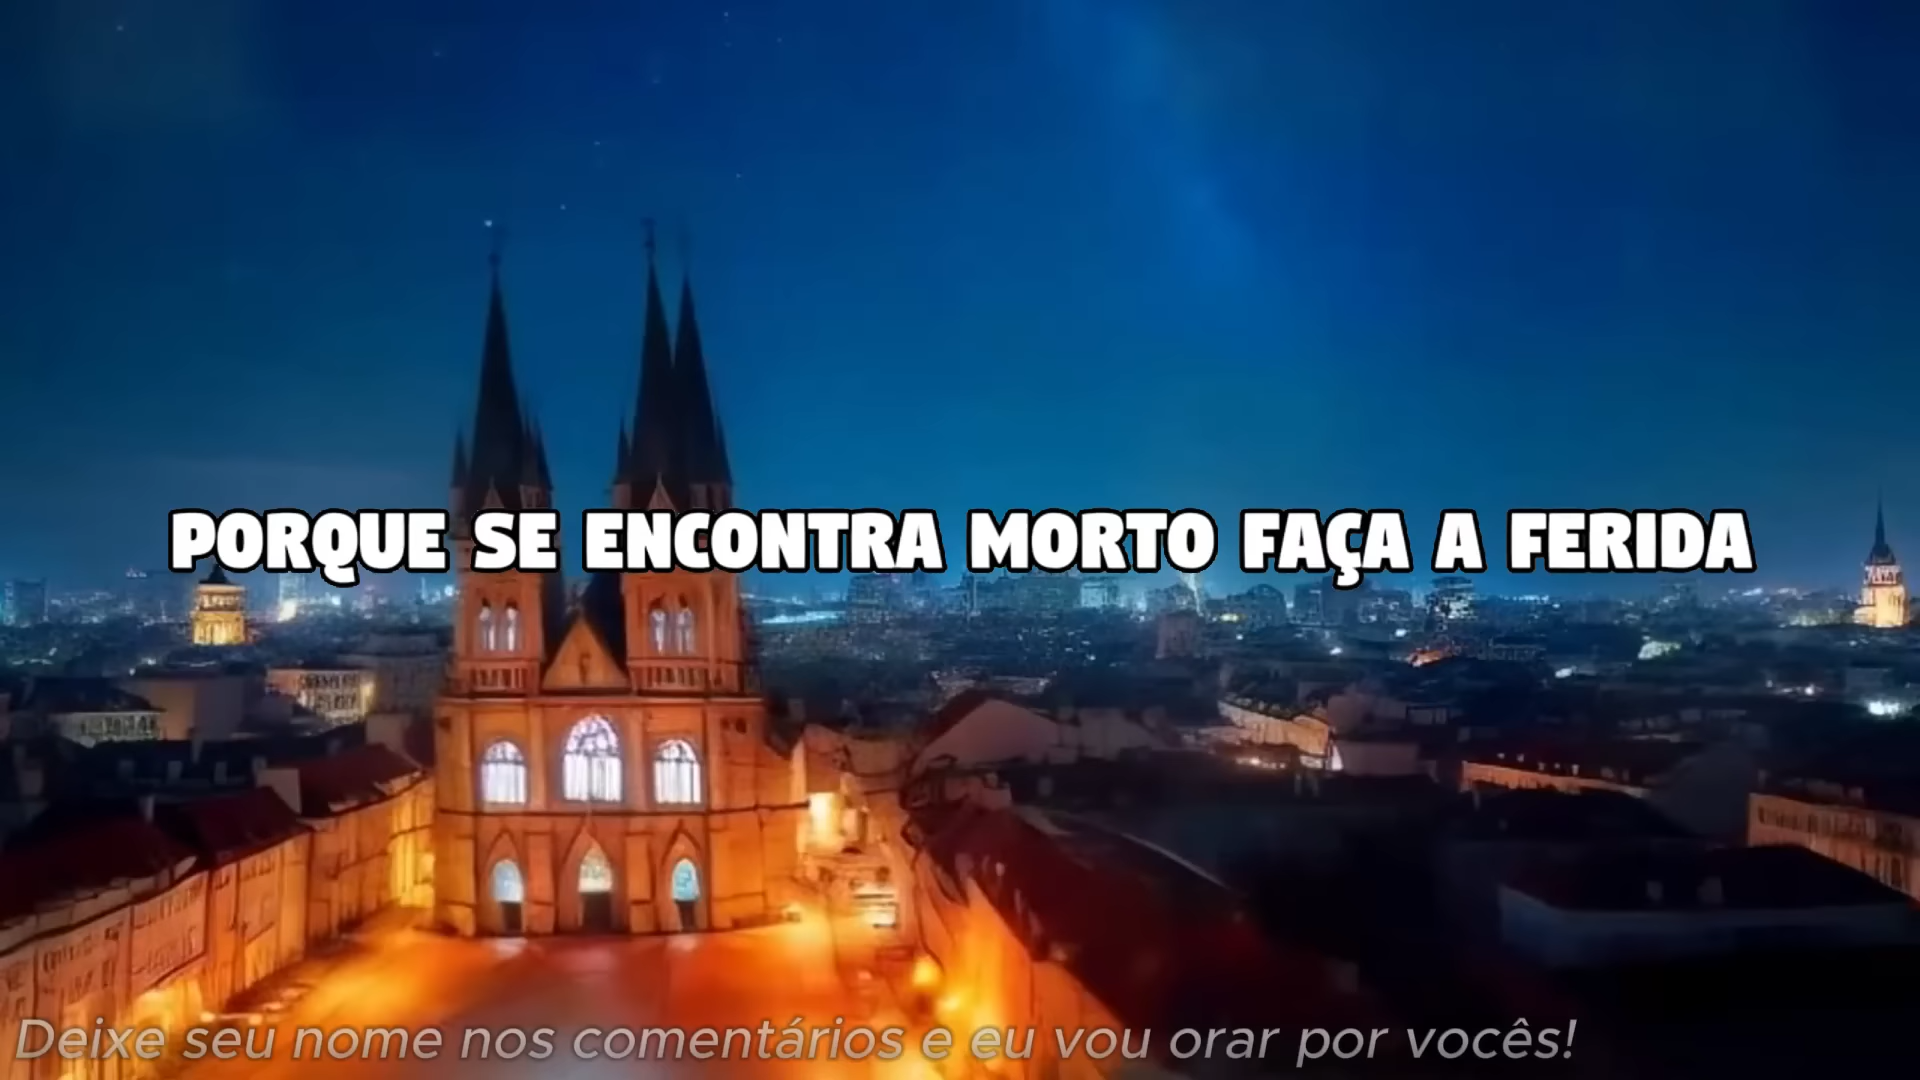 PORQUE SE ENCONTRA MORTO FAÇA A FERIDA
Deixe seu nome nos comentários e eu vou orar por vocês!